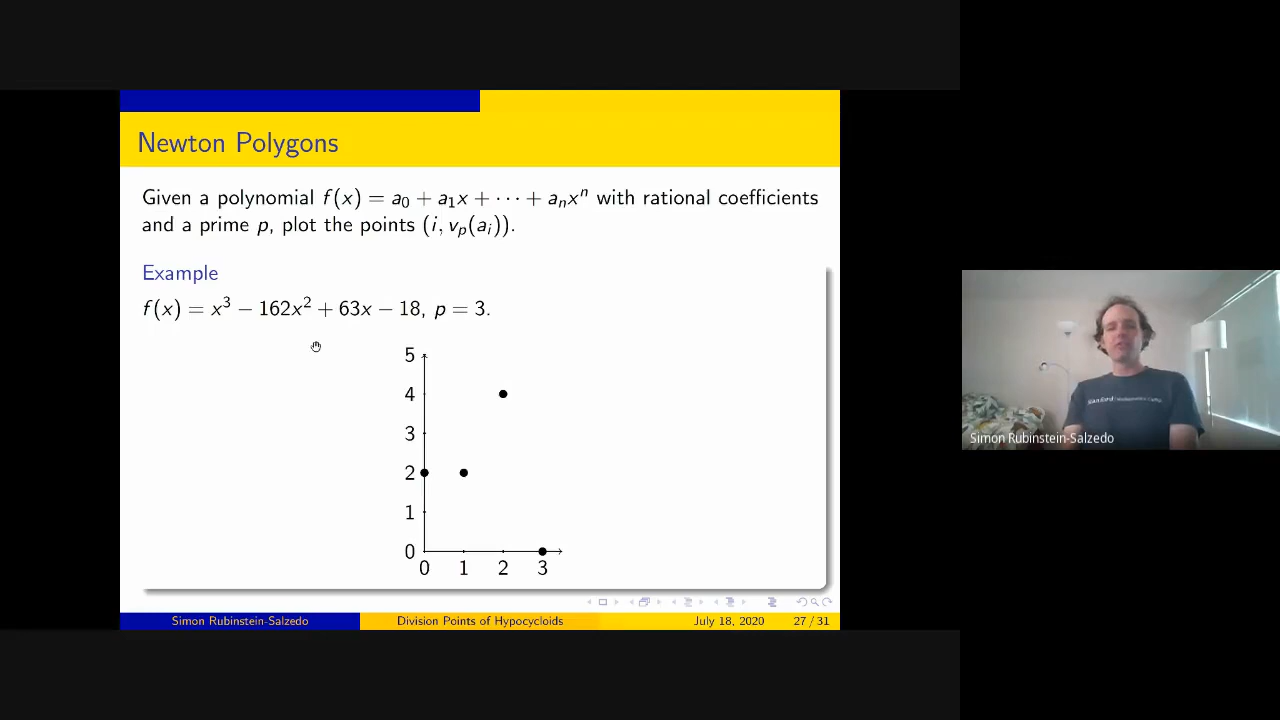 Newton Polygons
Given a polynomial f(x) = a₀ + a₁x + ··· + aₙxⁿ with rational coefficients
and a prime p, plot the points (i, vₚ(aᵢ)).
Example
f(x) = x³ − 162x² + 63x − 18, p = 3.
5
4
3
2
1
0
0 1 2 3
Simon Rubinstein-Salzedo
Simon Rubinstein-Salzedo Division Points of Hypocycloids July 18, 2020 27 / 31